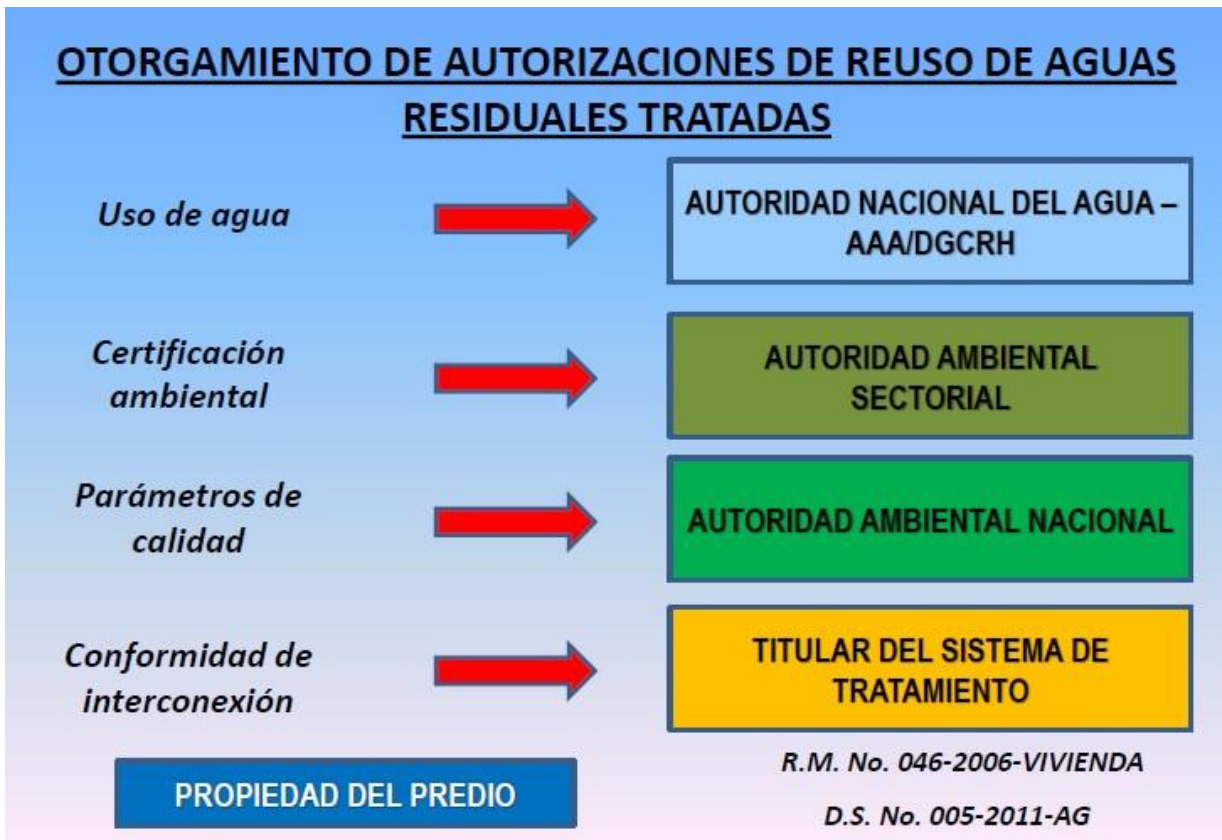 OTORGAMIENTO DE AUTORIZACIONES DE REUSO DE AGUAS
RESIDUALES TRATADAS
Uso de agua
AUTORIDAD NACIONAL DEL AGUA –
AAA/DGCRH
Certificación
ambiental
AUTORIDAD AMBIENTAL
SECTORIAL
Parámetros de
calidad
AUTORIDAD AMBIENTAL NACIONAL
Conformidad de
interconexión
TITULAR DEL SISTEMA DE
TRATAMIENTO
PROPIEDAD DEL PREDIO
R.M. No. 046-2006-VIVIENDA
D.S. No. 005-2011-AG